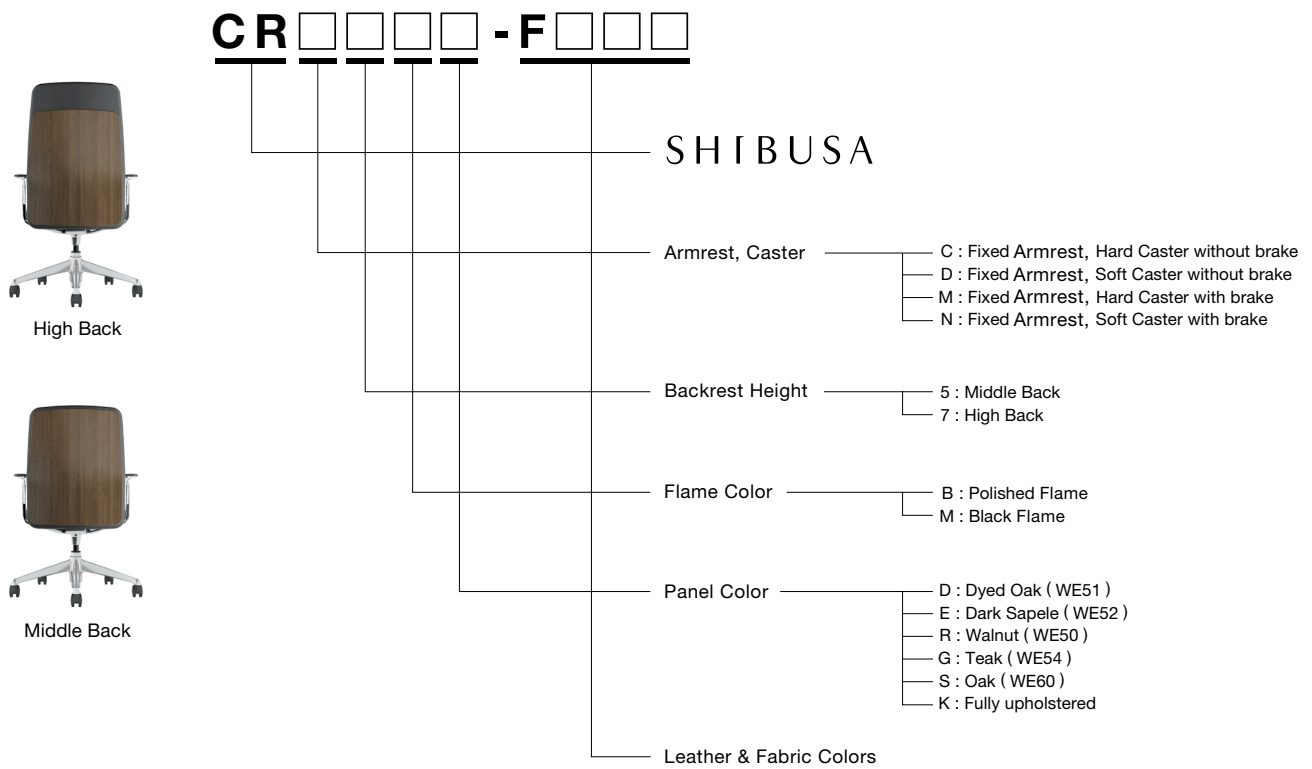 CR□□□□-F□□□
SHIBUSA
Armrest, Caster
C : Fixed Armrest, Hard Caster without brake
D : Fixed Armrest, Soft Caster without brake
M : Fixed Armrest, Hard Caster with brake
N : Fixed Armrest, Soft Caster with brake
High Back
Backrest Height
5 : Middle Back
7 : High Back
Flame Color
B : Polished Flame
M : Black Flame
Middle Back
Panel Color
D : Dyed Oak ( WE51 )
E : Dark Sapele ( WE52 )
R : Walnut ( WE50 )
G : Teak ( WE54 )
S : Oak ( WE60 )
K : Fully upholstered
Leather & Fabric Colors